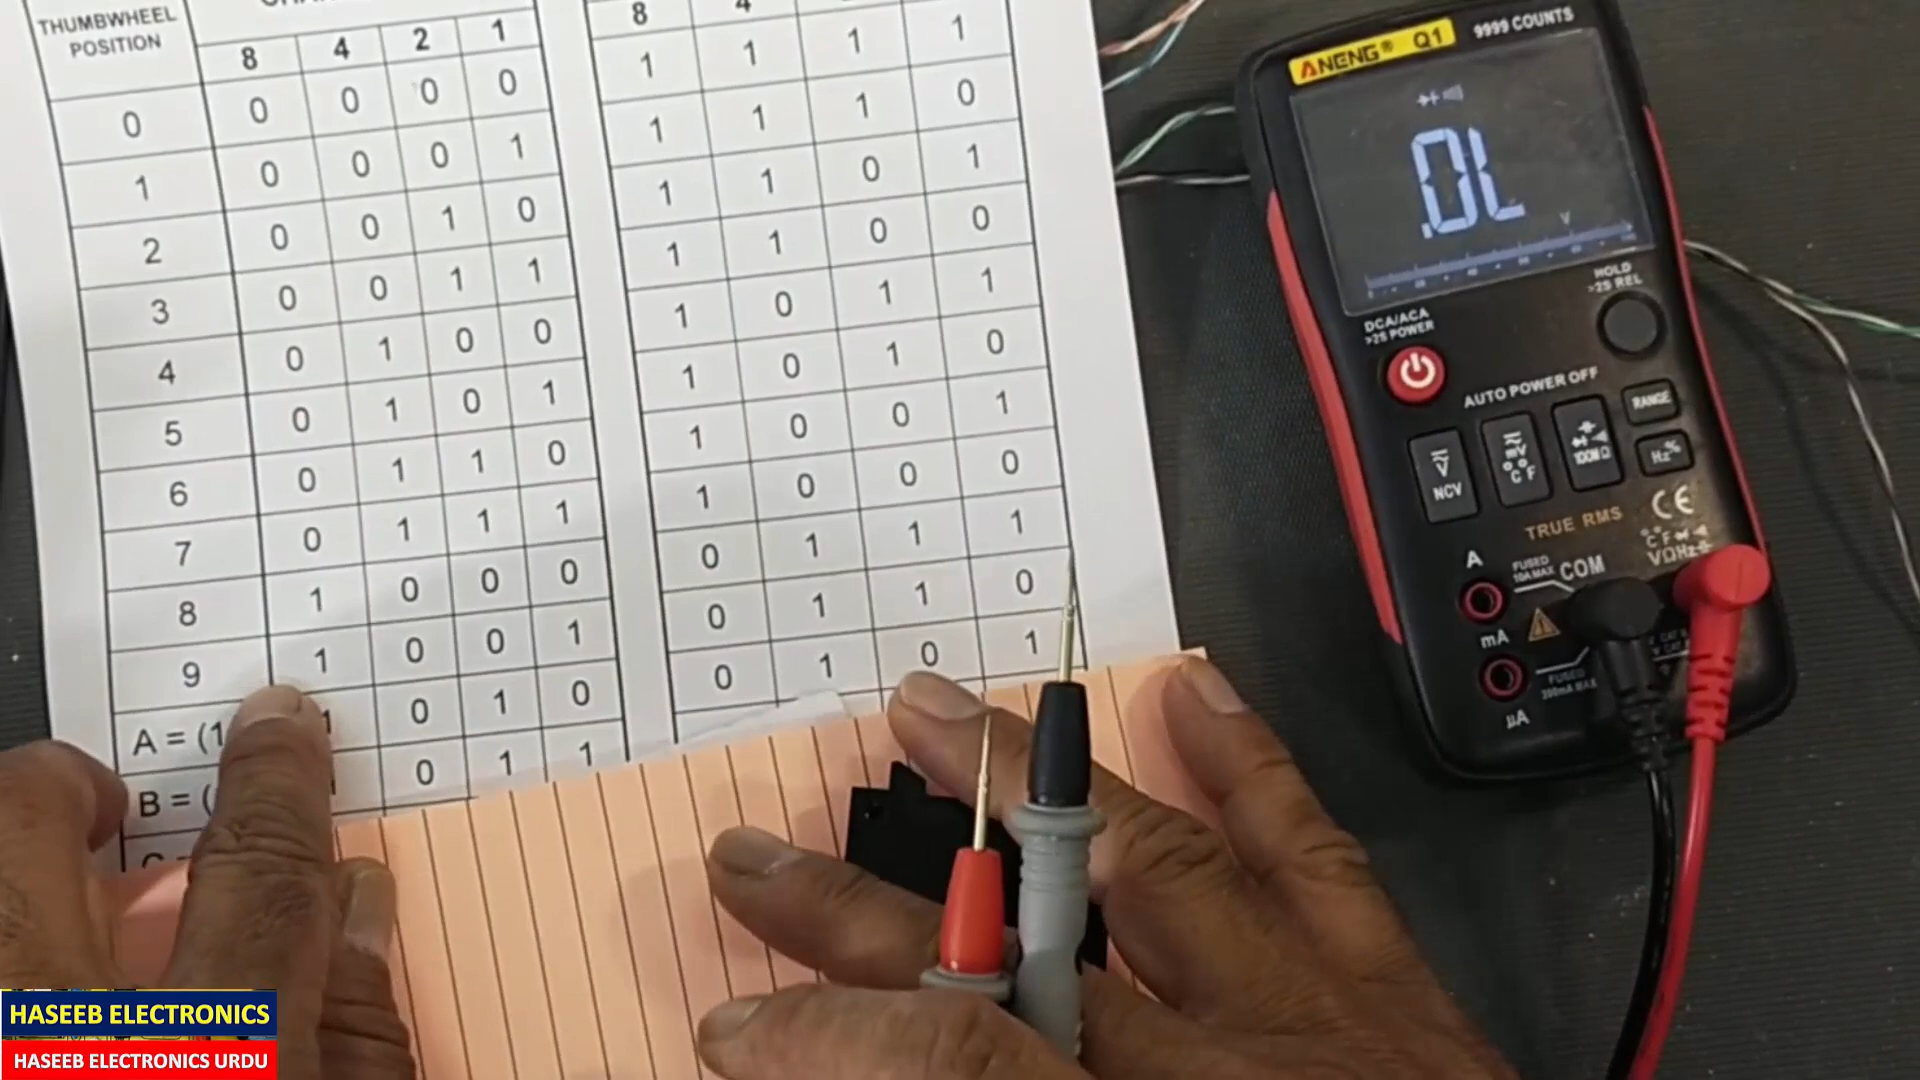 THUMBWHEEL
POSITION
8 4 2 1
8 4
0 0 0 0 0
1 1 1 1
1 0 0 0 1
1 1 1 0
2 0 0 1 0
1 1 0 1
3 0 0 1 1
1 1 0 0
4 0 1 0 0
1 0 1 1
5 0 1 0 1
1 0 1 0
6 0 1 1 0
1 0 0 1
7 0 1 1 1
1 0 0 0
8 1 0 0 0
0 1 1 1
9 1 0 0 1
0 1 1 0
A = (1 1 0 1 0
0 1 0 1
B = ( 1 0 1 1
ANENG® Q1 9999 COUNTS
.0L
V
HOLD
>2S REL
DCA/ACA
>2S POWER
AUTO POWER OFF
RANGE
V
NCV
mV
°C °F
100MΩ
Hz%
TRUE RMS
CE
A
FUSED
10A MAX
COM
°C°F
VΩHz
mA
FUSED
200mA MAX
µA
HASEEB ELECTRONICS
HASEEB ELECTRONICS URDU